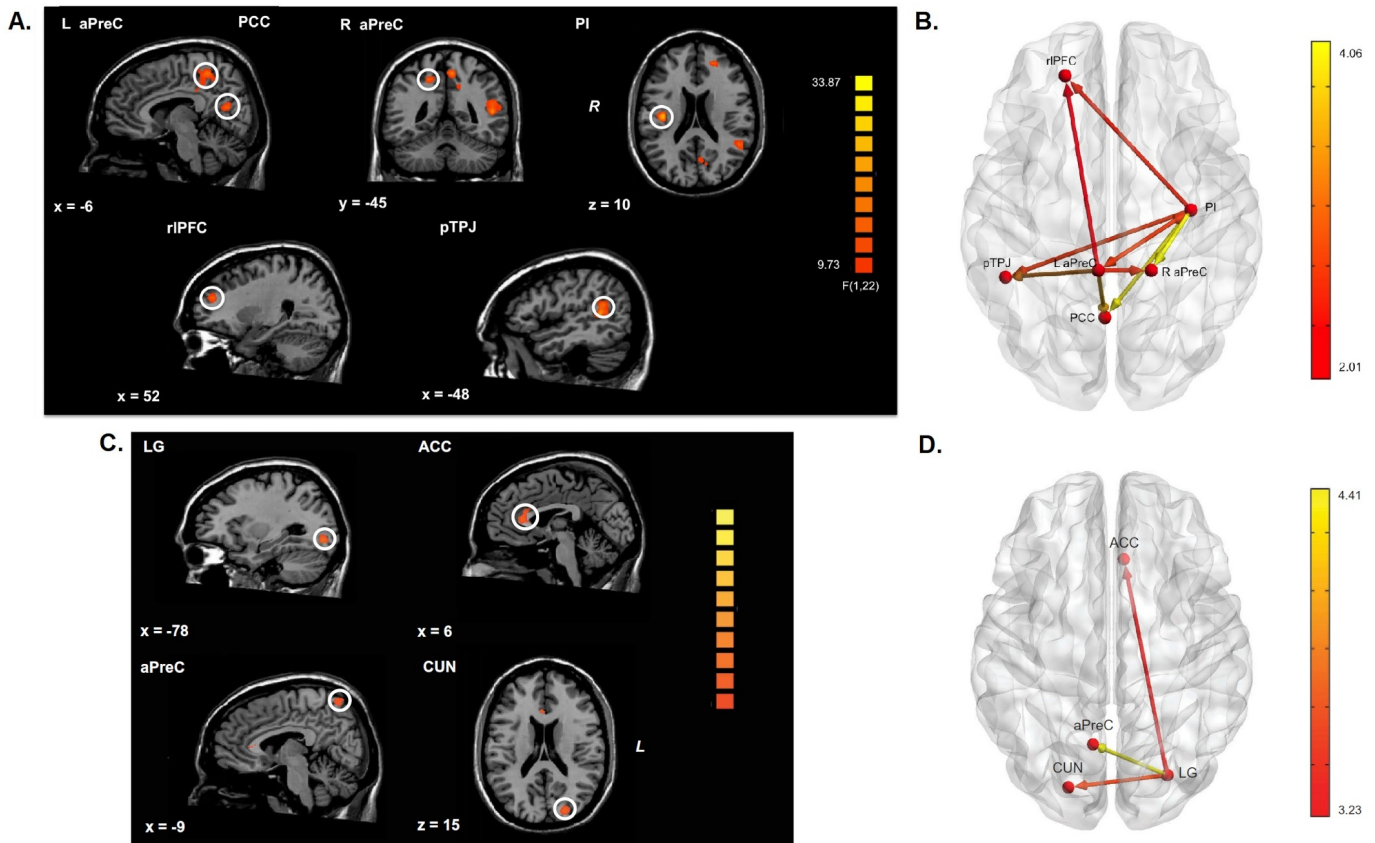 A.
L aPreC
PCC
R aPreC
PI
R
33.87
9.73
F(1,22)
x = -6
y = -45
z = 10
rlPFC
pTPJ
x = 52
x = -48
B.
rlPFC
PI
pTPJ
L aPreC
R aPreC
PCC
4.06
2.01
C.
LG
ACC
x = -78
x = 6
aPreC
CUN
L
x = -9
z = 15
D.
ACC
aPreC
CUN
LG
4.41
3.23